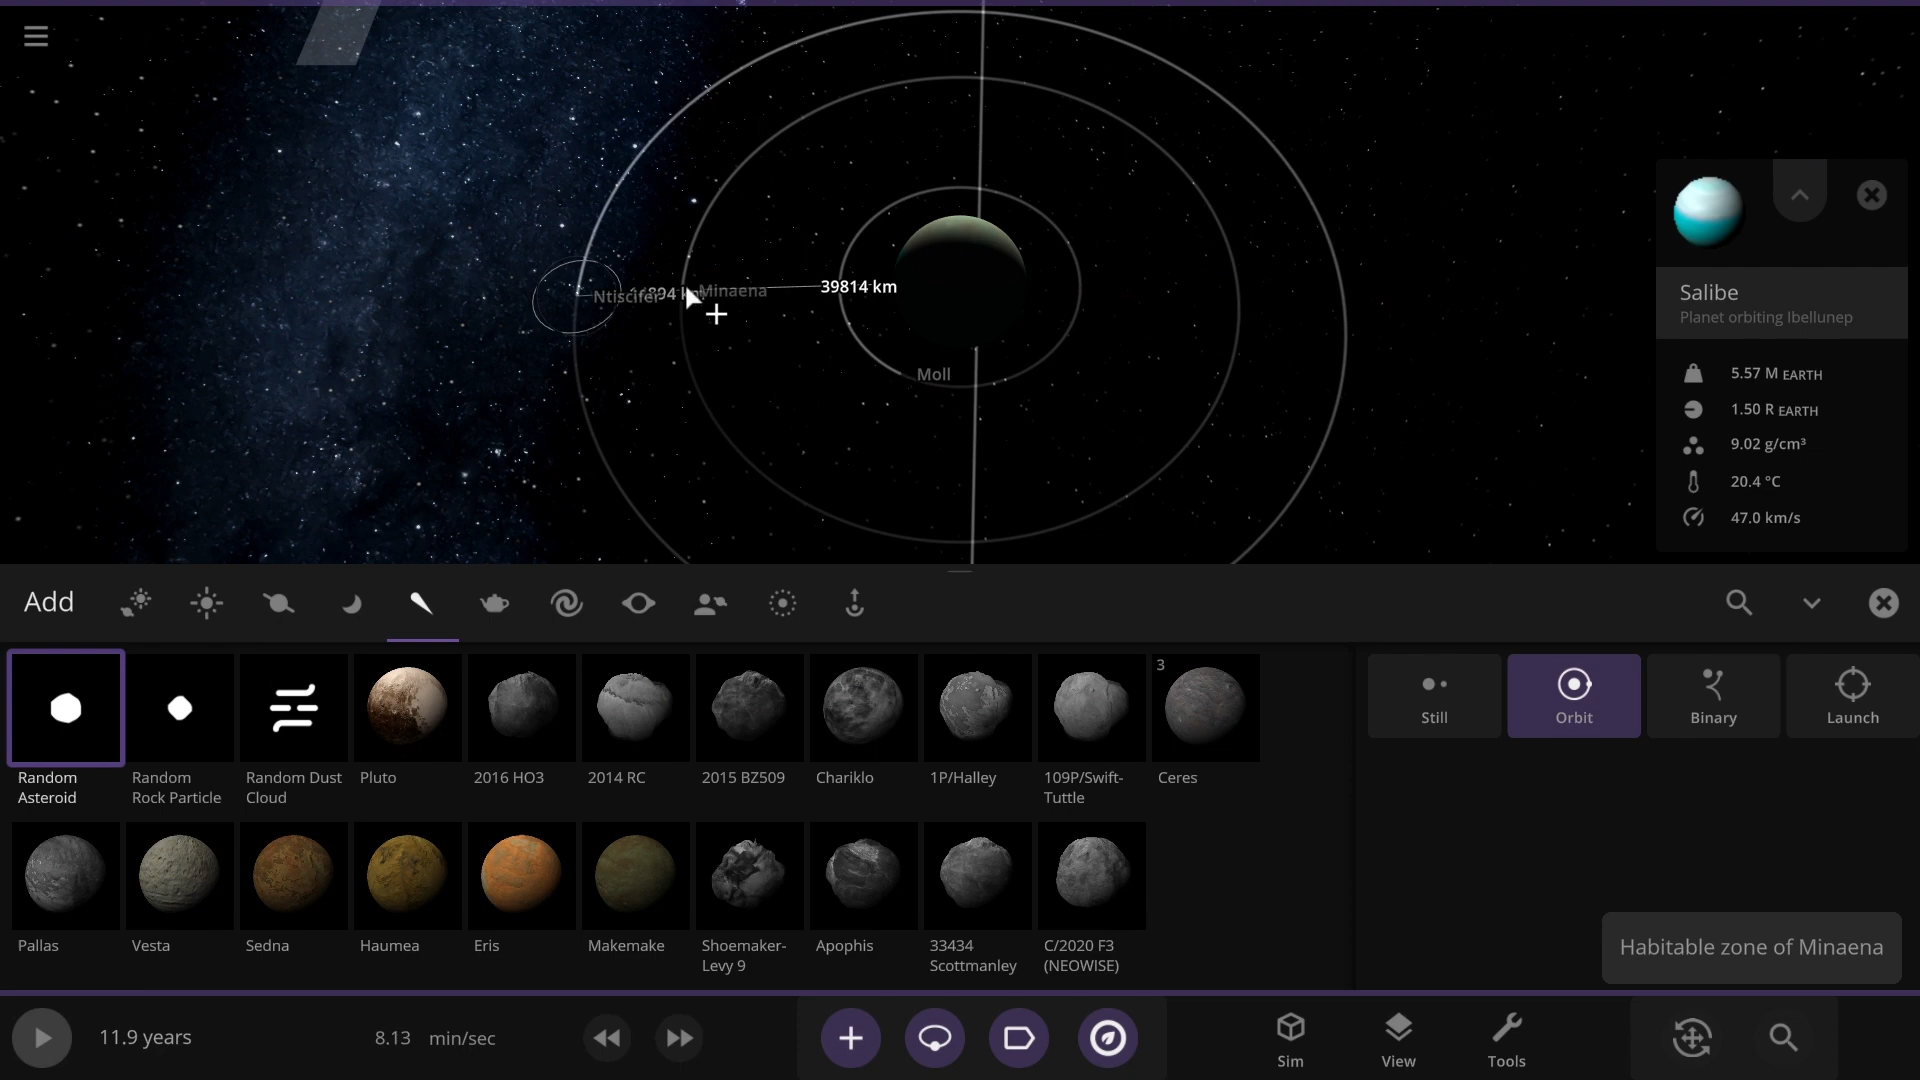 39814 km
Minaena
Ntiscifer
Moll
Salibe
Planet orbiting Ibellunep
5.57 M EARTH
1.50 R EARTH
9.02 g/cm³
20.4 °C
47.0 km/s
Add
Random Asteroid
Random Rock Particle
Random Dust Cloud
Pluto
2016 HO3
2014 RC
2015 BZ509
Chariklo
1P/Halley
109P/Swift-Tuttle
3
Ceres
Pallas
Vesta
Sedna
Haumea
Eris
Makemake
Shoemaker-Levy 9
Apophis
33434 Scottmanley
C/2020 F3 (NEOWISE)
Still
Orbit
Binary
Launch
Habitable zone of Minaena
11.9 years
8.13 min/sec
Sim
View
Tools